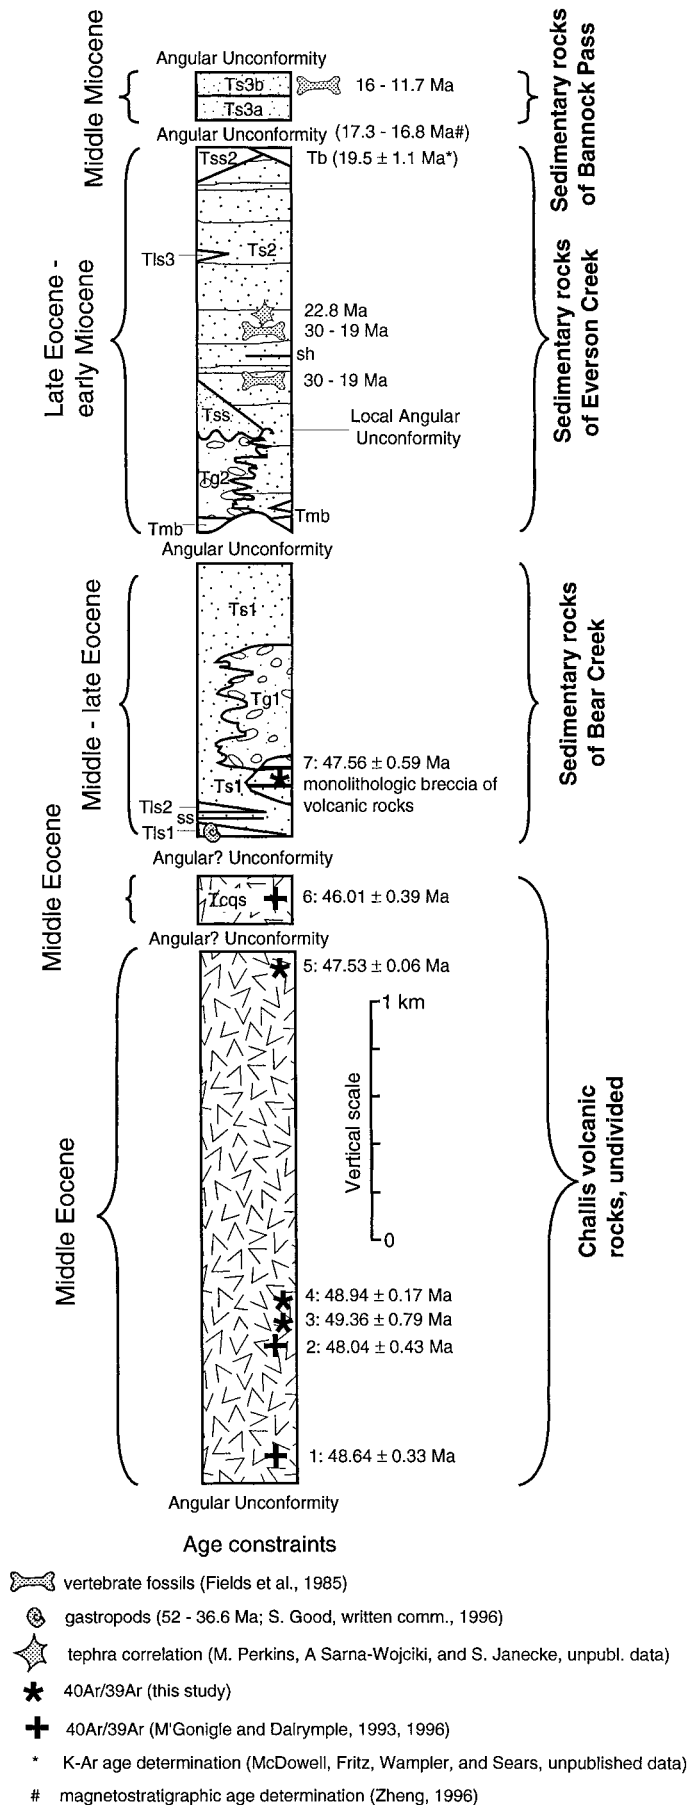 Angular Unconformity
Middle Miocene
Ts3b
16 - 11.7 Ma
Ts3a
Sedimentary rocks
of Bannock Pass
Angular Unconformity (17.3 - 16.8 Ma#)
Tss2
Tb (19.5 ± 1.1 Ma*)
Tls3
Ts2
Late Eocene -
early Miocene
22.8 Ma
30 - 19 Ma
sh
30 - 19 Ma
Sedimentary rocks
of Everson Creek
Tss
Local Angular
Unconformity
Tg2
Tmb
Tmb
Angular Unconformity
Middle - late Eocene
Ts1
Tg1
Sedimentary rocks
of Bear Creek
7: 47.56 ± 0.59 Ma
monolithologic breccia of
volcanic rocks
Ts1
Tls2
ss
Tls1
Angular? Unconformity
Middle Eocene
Tcqs
6: 46.01 ± 0.39 Ma
Angular? Unconformity
5: 47.53 ± 0.06 Ma
1 km
Vertical scale
0
Middle Eocene
Challis volcanic
rocks, undivided
4: 48.94 ± 0.17 Ma
3: 49.36 ± 0.79 Ma
2: 48.04 ± 0.43 Ma
1: 48.64 ± 0.33 Ma
Angular Unconformity
Age constraints
vertebrate fossils (Fields et al., 1985)
gastropods (52 - 36.6 Ma; S. Good, written comm., 1996)
tephra correlation (M. Perkins, A Sarna-Wojciki, and S. Janecke, unpubl. data)
40Ar/39Ar (this study)
40Ar/39Ar (M'Gonigle and Dalrymple, 1993, 1996)
* K-Ar age determination (McDowell, Fritz, Wampler, and Sears, unpublished data)
# magnetostratigraphic age determination (Zheng, 1996)